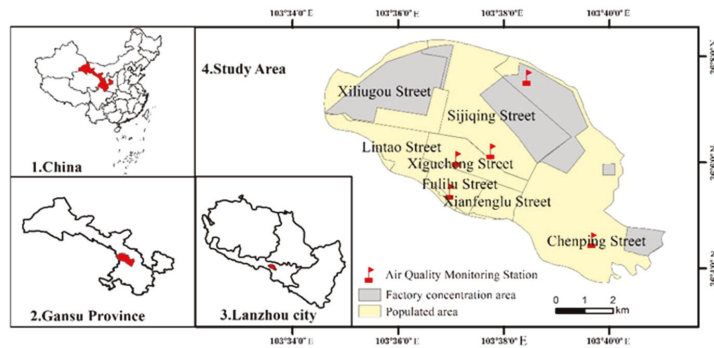 103°34'0"E 103°36'0"E 103°38'0"E 103°40'0"E
1.China
4.Study Area
Xiliugou Street
Sijiqing Street
Lintao Street
Xigucheng Street
Fulilu Street
Xianfenglu Street
Chenping Street
2.Gansu Province
3.Lanzhou city
Air Quality Monitoring Station
Factory concentration area
Populated area
0 1 2
km
103°34'0"E 103°36'0"E 103°38'0"E 103°40'0"E